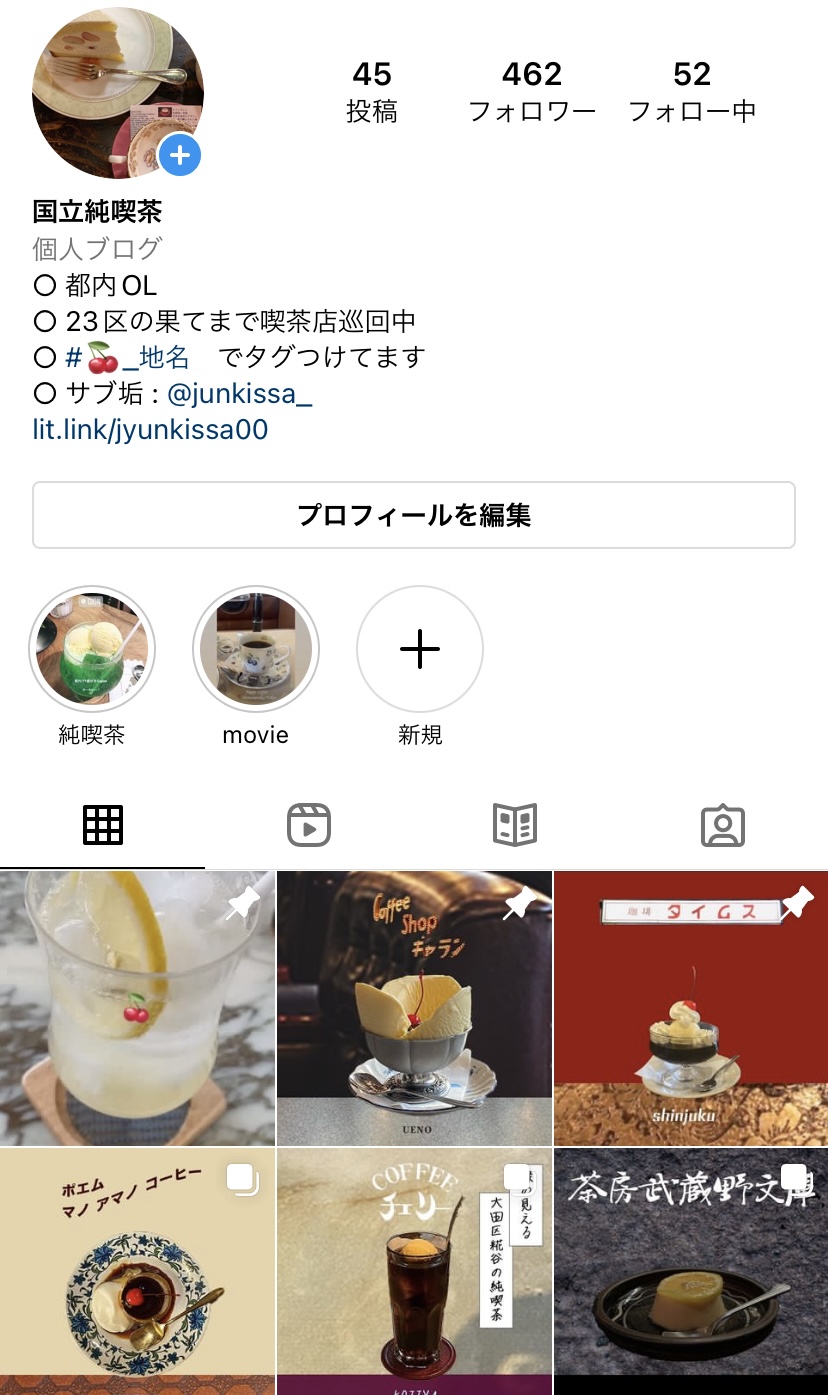 45
462
52
投稿
フォロワー
フォロー中
国立純喫茶
個人ブログ
○ 都内OL
○ 23区の果てまで喫茶店巡回中
○ #🍒_地名　でタグつけてます
○ サブ垢 : @junkissa_
lit.link/jyunkissa00
プロフィールを編集
純喫茶
movie
新規
Coffee
Shop
ギャラン
UENO
珈琲 タイムス
shinjuku
ポエム
マノ アマノ コーヒー
COFFEE
チェリー
見える
大田区糀谷の純喫茶
茶房武蔵野文庫